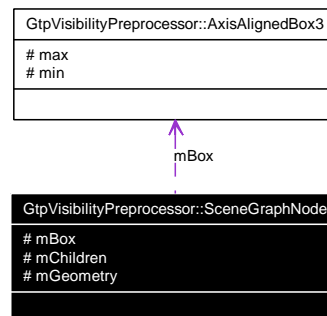 GtpVisibilityPreprocessor::AxisAlignedBox3
# max
# min
mBox
GtpVisibilityPreprocessor::SceneGraphNode
# mBox
# mChildren
# mGeometry